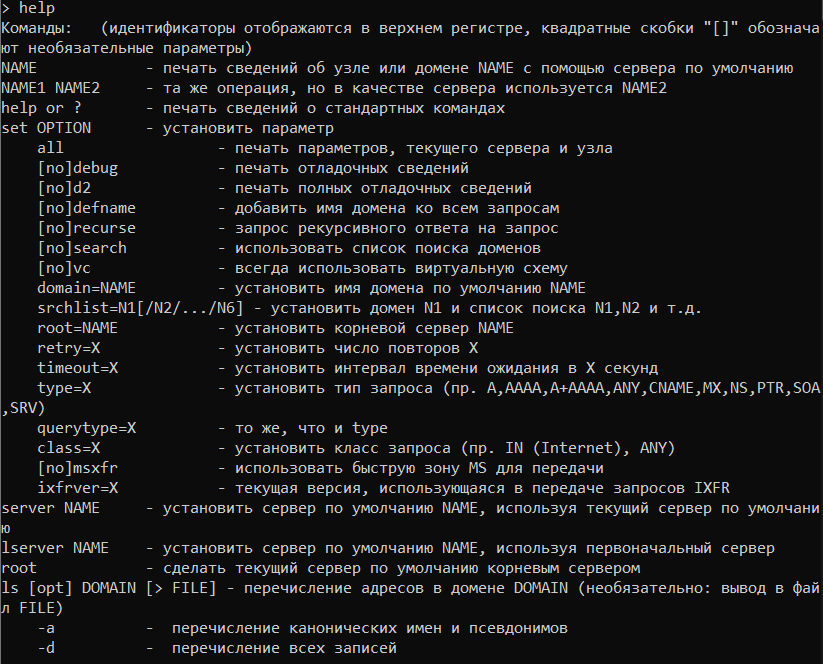 > help
Команды:   (идентификаторы отображаются в верхнем регистре, квадратные скобки "[]" обознача
ют необязательные параметры)
NAME            - печать сведений об узле или домене NAME с помощью сервера по умолчанию
NAME1 NAME2     - та же операция, но в качестве сервера используется NAME2
help or ?       - печать сведений о стандартных командах
set OPTION      - установить параметр
    all                 - печать параметров, текущего сервера и узла
    [no]debug           - печать отладочных сведений
    [no]d2              - печать полных отладочных сведений
    [no]defname         - добавить имя домена ко всем запросам
    [no]recurse         - запрос рекурсивного ответа на запрос
    [no]search          - использовать список поиска доменов
    [no]vc              - всегда использовать виртуальную схему
    domain=NAME         - установить имя домена по умолчанию NAME
    srchlist=N1[/N2/.../N6] - установить домен N1 и список поиска N1,N2 и т.д.
    root=NAME           - установить корневой сервер NAME
    retry=X             - установить число повторов X
    timeout=X           - установить интервал времени ожидания в X секунд
    type=X              - установить тип запроса (пр. A,AAAA,A+AAAA,ANY,CNAME,MX,NS,PTR,SOA
,SRV)
    querytype=X         - то же, что и type
    class=X             - установить класс запроса (пр. IN (Internet), ANY)
    [no]msxfr           - использовать быструю зону MS для передачи
    ixfrver=X           - текущая версия, использующаяся в передаче запросов IXFR
server NAME     - установить сервер по умолчанию NAME, используя текущий сервер по умолчани
ю
lserver NAME    - установить сервер по умолчанию NAME, используя первоначальный сервер
root            - сделать текущий сервер по умолчанию корневым сервером
ls [opt] DOMAIN [> FILE] - перечисление адресов в домене DOMAIN (необязательно: вывод в фай
л FILE)
    -a          -  перечисление канонических имен и псевдонимов
    -d          -  перечисление всех записей